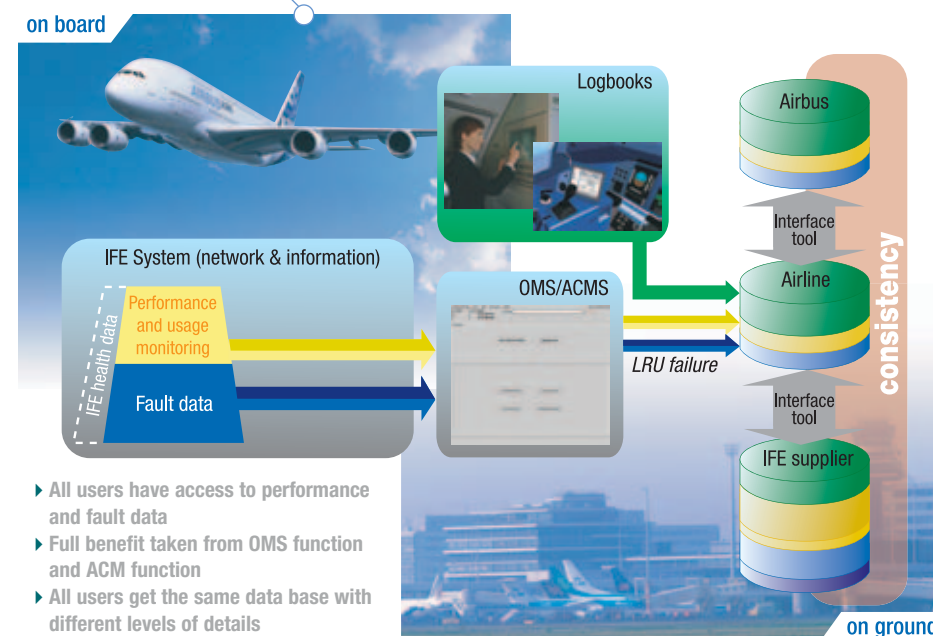 on board
Logbooks
Airbus
Interface
tool
IFE System (network & information)
OMS/ACMS
Airline
Performance
and usage
monitoring
IFE health data
Fault data
LRU failure
consistency
Interface
tool
IFE supplier
All users have access to performance
and fault data
Full benefit taken from OMS function
and ACM function
All users get the same data base with
different levels of details
on ground